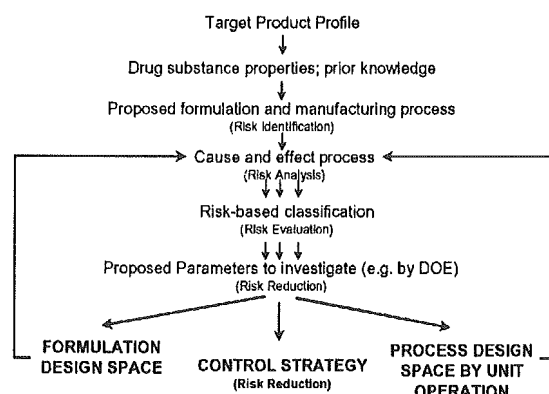 Target Product Profile
Drug substance properties; prior knowledge
Proposed formulation and manufacturing process
(Risk Identification)
Cause and effect process
(Risk Analysis)
Risk-based classification
(Risk Evaluation)
Proposed Parameters to investigate (e.g. by DOE)
(Risk Reduction)
FORMULATION
DESIGN SPACE
CONTROL STRATEGY
(Risk Reduction)
PROCESS DESIGN
SPACE BY UNIT
OPERATION